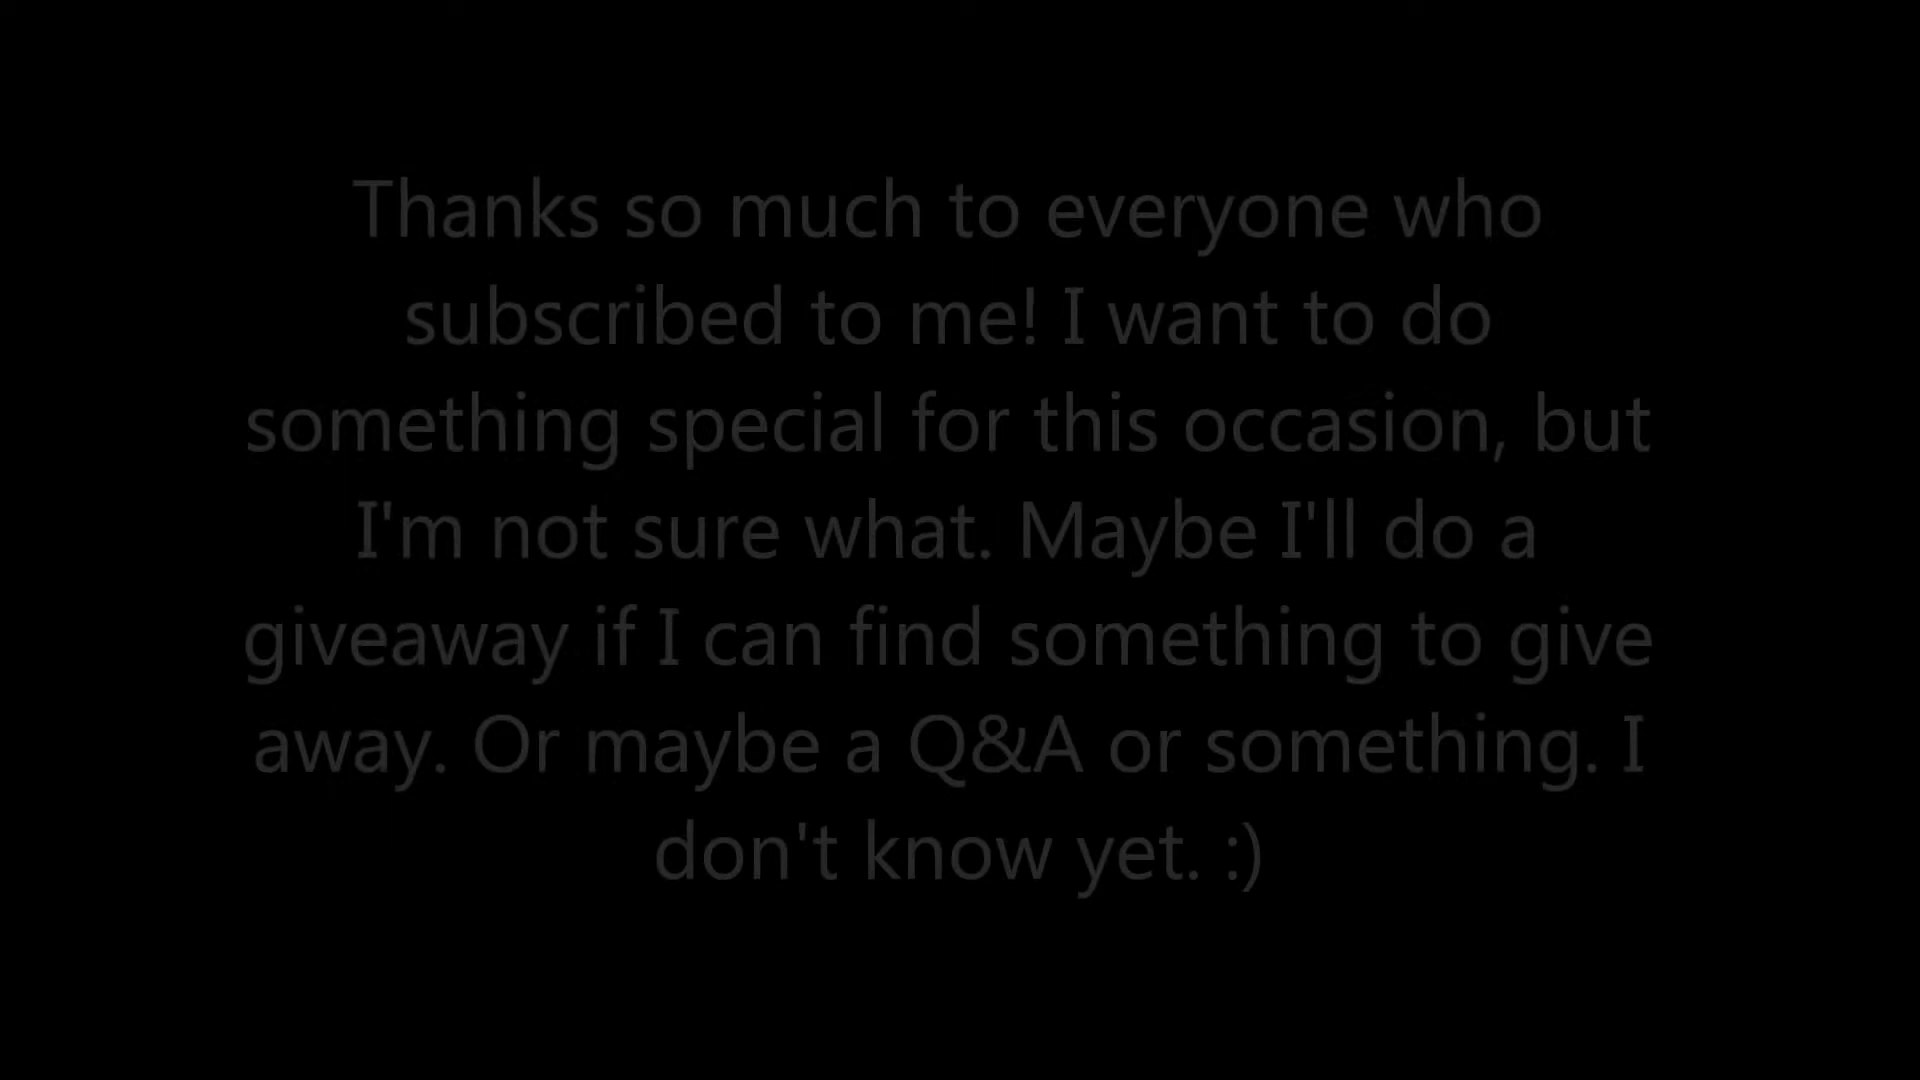 Thanks so much to everyone who
subscribed to me! I want to do
something special for this occasion, but
I'm not sure what. Maybe I'll do a
giveaway if I can find something to give
away. Or maybe a Q&A or something. I
don't know yet. :)